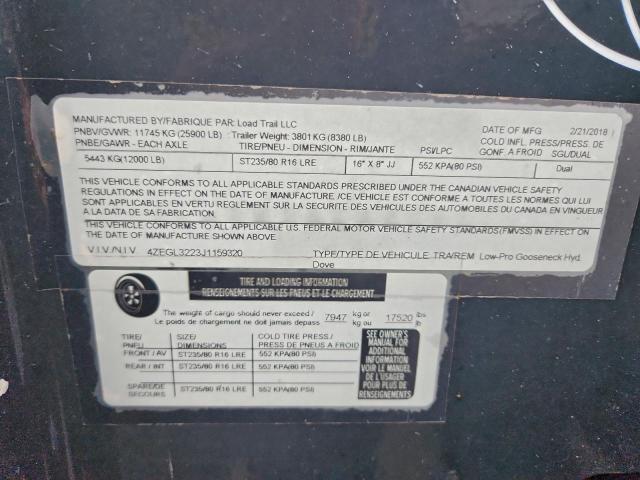 MANUFACTURED BY/FABRIQUE PAR: Load Trail LLC DATE OF MFG 2/21/2018
PNBV/GVWR: 11745 KG (25900 LB) Trailer Weight: 3801 KG (8380 LB) COLD INFL. PRESS/PRESS. DE
PNBE/GAWR - EACH AXLE TIRE/PNEU - DIMENSION - RIM/JANTE PSI/LPC GONF. A FROID SGL/DUAL
5443 KG(12000 LB) ST235/80 R16 LRE 16" X 8" JJ 552 KPA(80 PSI) Dual
THIS VEHICLE CONFORMS TO ALL APPLICABLE STANDARDS PRESCRIBED UNDER THE CANADIAN VEHICLE SAFETY
REGULATIONS IN EFFECT ON THE DATE OF MANUFACTURE. /CE VEHICULE EST CONFORME A TOUTES LES NORMES QUI LUI
SONT APPLICABLES EN VERTU REGLEMENT SUR LA SECURITE DES VEHICULES DES AUTOMOBILES DU CANADA EN VINGUEUR
A LA DATA DE SA FABRICATION
THIS VEHICLE CONFORMS TO ALL APPLICABLE U.S. FEDERAL MOTOR VEHICLE SAFETY STANDARDS(FMVSS) IN EFFECT ON
THE DATE OF MANUFACTURE SHOWN ABOVE.
V.I.V./N.I.V 4ZEGL3223J1159320 TYPE/TYPE DE VEHICULE: TRA/REM Low-Pro Gooseneck Hyd.
Dove
TIRE AND LOADING INFORMATION
RENSEIGNEMENTS SUR LES PNEUS ET LE CHARGEMENT
The weight of cargo should never exceed / 7947 kg or 17520 lbs
Le poids de chargement ne doit jamais depass kg ou lb
TIRE/ SIZE/ COLD TIRE PRESS./
PNEU DIMENSIONS PRESS DE PNEUS A FROID
FRONT / AV ST235/80 R16 LRE 552 KPA(80 PSI)
REAR / INT ST235/80 R16 LRE 552 KPA(80 PSI)
SPARE/DE ST235/80 R16 LRE 552 KPA(80 PSI)
SECOURS
SEE OWNER'S
MANUAL FOR
ADDITIONAL
INFORMATION
VOIR LE MANUEL
DE L'USAGER
POUR PLUS DE
RENSEIGNEMENTS